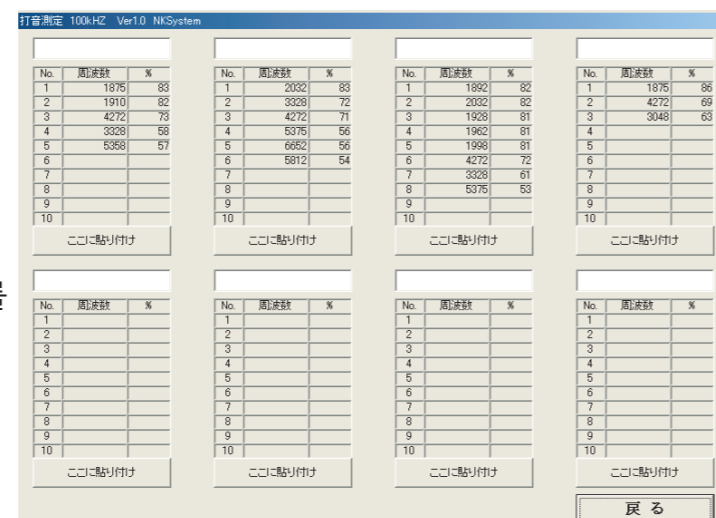 打音測定 100kHZ Ver1.0 NKSystem
No. 周波数 % No. 周波数 % No. 周波数 % No. 周波数 %
1 1875 83 1 2032 83 1 1892 82 1 1875 86
2 1910 82 2 3328 72 2 2032 82 2 4272 69
3 4272 73 3 4272 71 3 1928 81 3 3048 63
4 3328 58 4 5375 56 4 1962 81 4
5 5358 57 5 6652 56 5 1998 81 5
6 6 5812 54 6 4272 72 6
7 7 7 3328 61 7
8 8 8 5375 53 8
9 9 9 9
10 10 10 10
ここに貼り付け ここに貼り付け ここに貼り付け ここに貼り付け
No. 周波数 % No. 周波数 % No. 周波数 % No. 周波数 %
1 1 1 1
2 2 2 2
3 3 3 3
4 4 4 4
5 5 5 5
6 6 6 6
7 7 7 7
8 8 8 8
9 9 9 9
10 10 10 10
ここに貼り付け ここに貼り付け ここに貼り付け ここに貼り付け
戻る